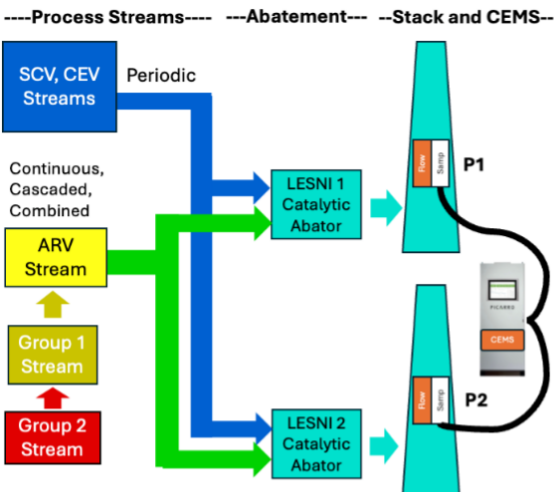 ----Process Streams---- ---Abatement--- --Stack and CEMS--
SCV, CEV
Streams
Periodic
Continuous,
Cascaded,
Combined
ARV
Stream
Group 1
Stream
Group 2
Stream
LESNI 1
Catalytic
Abator
LESNI 2
Catalytic
Abator
Flow
Samp
P1
PICARRO
CEMS
Flow
Samp
P2